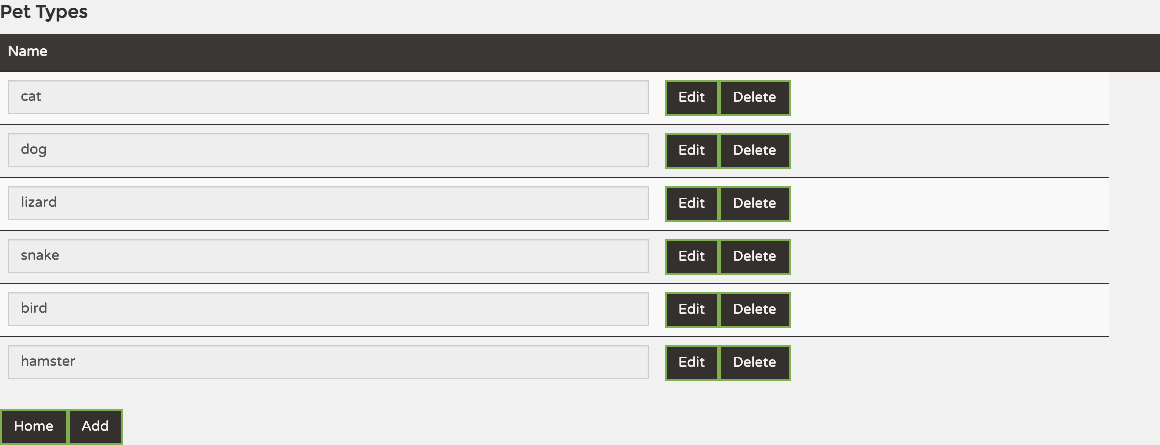 Pet Types
Name
cat Edit Delete
dog Edit Delete
lizard Edit Delete
snake Edit Delete
bird Edit Delete
hamster Edit Delete
Home Add